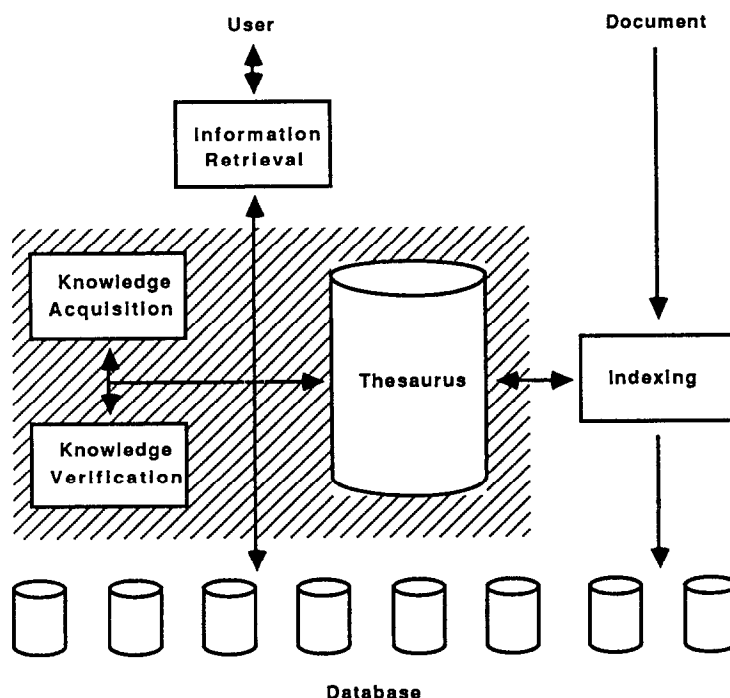 User
Document
Information
Retrieval
Knowledge
Acquisition
Thesaurus
Indexing
Knowledge
Verification
Database